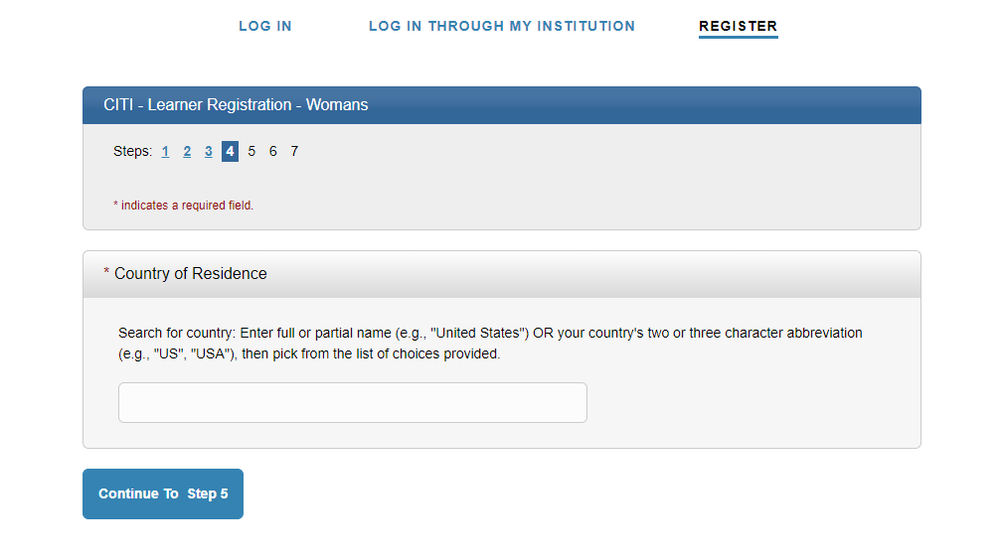 LOG IN LOG IN THROUGH MY INSTITUTION REGISTER
CITI - Learner Registration - Womans
Steps: 1 2 3 4 5 6 7
* indicates a required field.
* Country of Residence
Search for country: Enter full or partial name (e.g., "United States") OR your country's two or three character abbreviation
(e.g., "US", "USA"), then pick from the list of choices provided.
Continue To Step 5